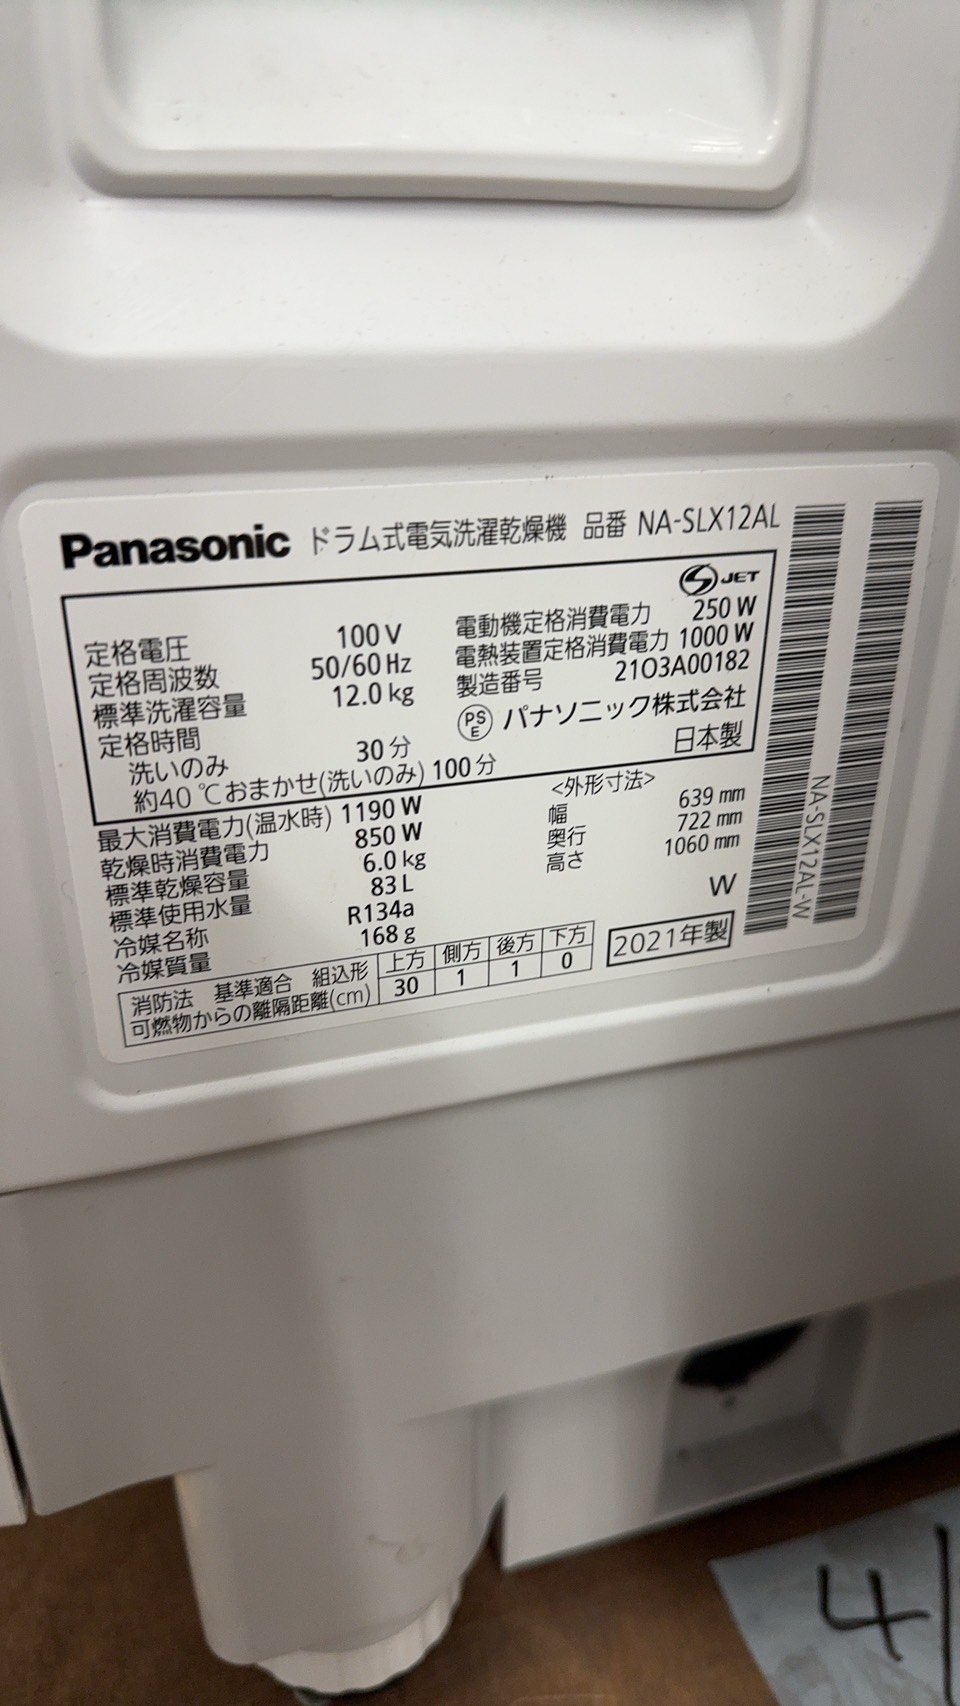 Panasonic ドラム式電気洗濯乾燥機 品番 NA-SLX12AL
S JET
定格電圧 100 V
定格周波数 50/60 Hz
標準洗濯容量 12.0 kg
定格時間
洗いのみ 30 分
約40 ℃おまかせ(洗いのみ) 100 分
電動機定格消費電力 250 W
電熱装置定格消費電力 1000 W
製造番号 2103A00182
PSE パナソニック株式会社
日本製
最大消費電力(温水時) 1190 W
乾燥時消費電力 850 W
標準乾燥容量 6.0 kg
標準使用水量 83 L
冷媒名称 R134a
冷媒質量 168 g
<外形寸法>
幅 639 mm
奥行 722 mm
高さ 1060 mm
W
2021年製
消防法 基準適合 組込形 上方 側方 後方 下方
可燃物からの離隔距離(cm) 30 1 1 0
NA-SLX12AL-W
4